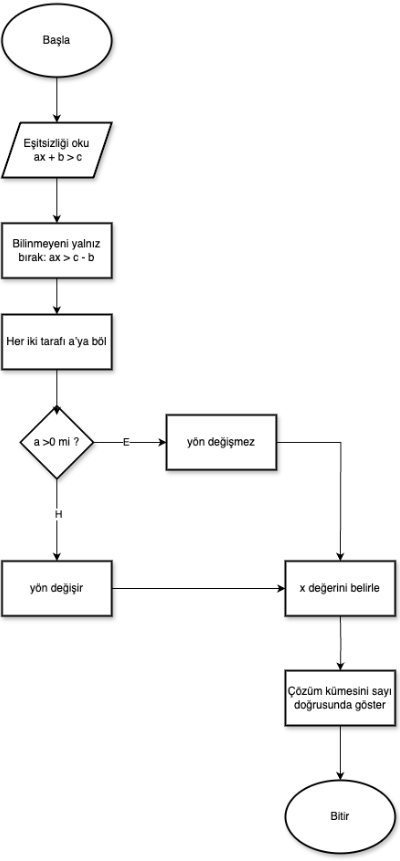 Başla
Eşitsizliği oku
ax + b > c
Bilinmeyeni yalnız
bırak: ax > c - b
Her iki tarafı a'ya böl
a >0 mi ?
E
yön değişmez
H
yön değişir
x değerini belirle
Çözüm kümesini sayı
doğrusunda göster
Bitir